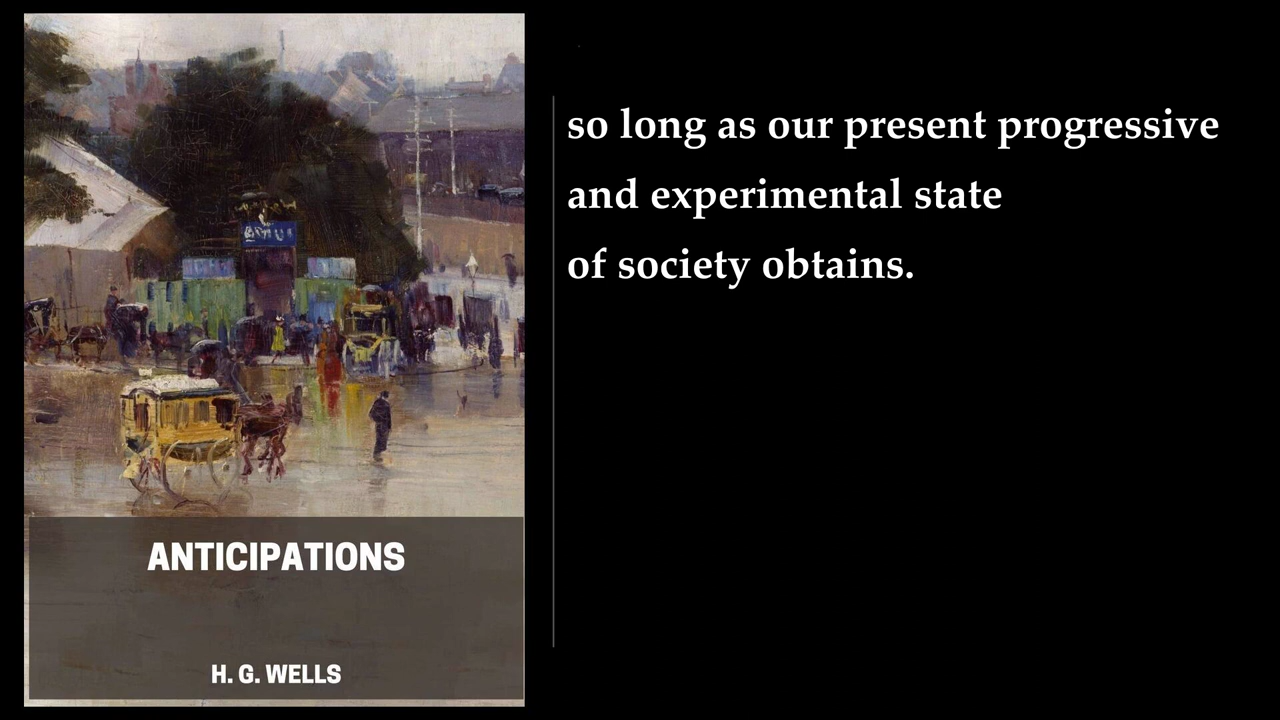 ANTICIPATIONS
H. G. WELLS
so long as our present progressive
and experimental state
of society obtains.